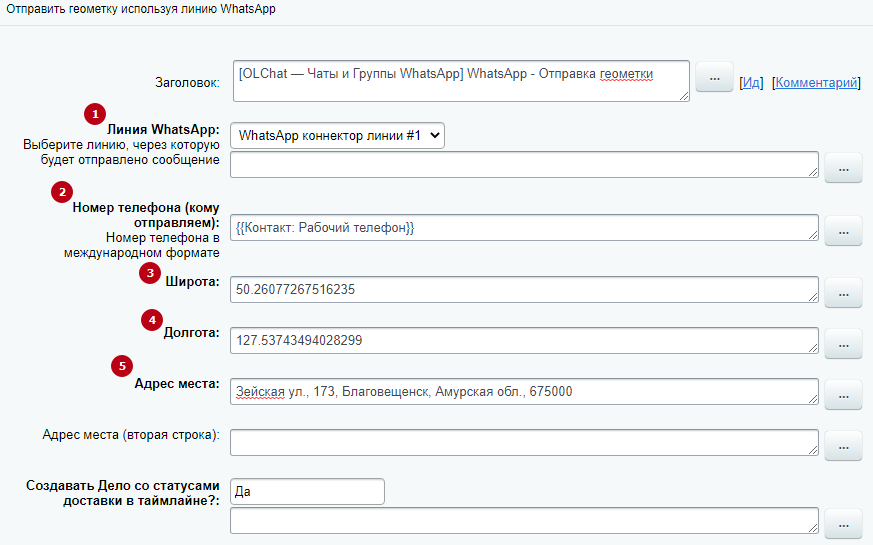 Отправить геометку используя линию WhatsApp
Заголовок:
[OLChat — Чаты и Группы WhatsApp] WhatsApp - Отправка геометки
...
[Ид] [Комментарий]
1
Линия WhatsApp:
Выберите линию, через которую
будет отправлено сообщение
WhatsApp коннектор линии #1
...
2
Номер телефона (кому
отправляем):
Номер телефона в
международном формате
{{Контакт: Рабочий телефон}}
...
3
Широта:
50.26077267516235
...
4
Долгота:
127.53743494028299
...
5
Адрес места:
Зейская ул., 173, Благовещенск, Амурская обл., 675000
...
Адрес места (вторая строка):
...
Создавать Дело со статусами
доставки в таймлайне?:
Да
...